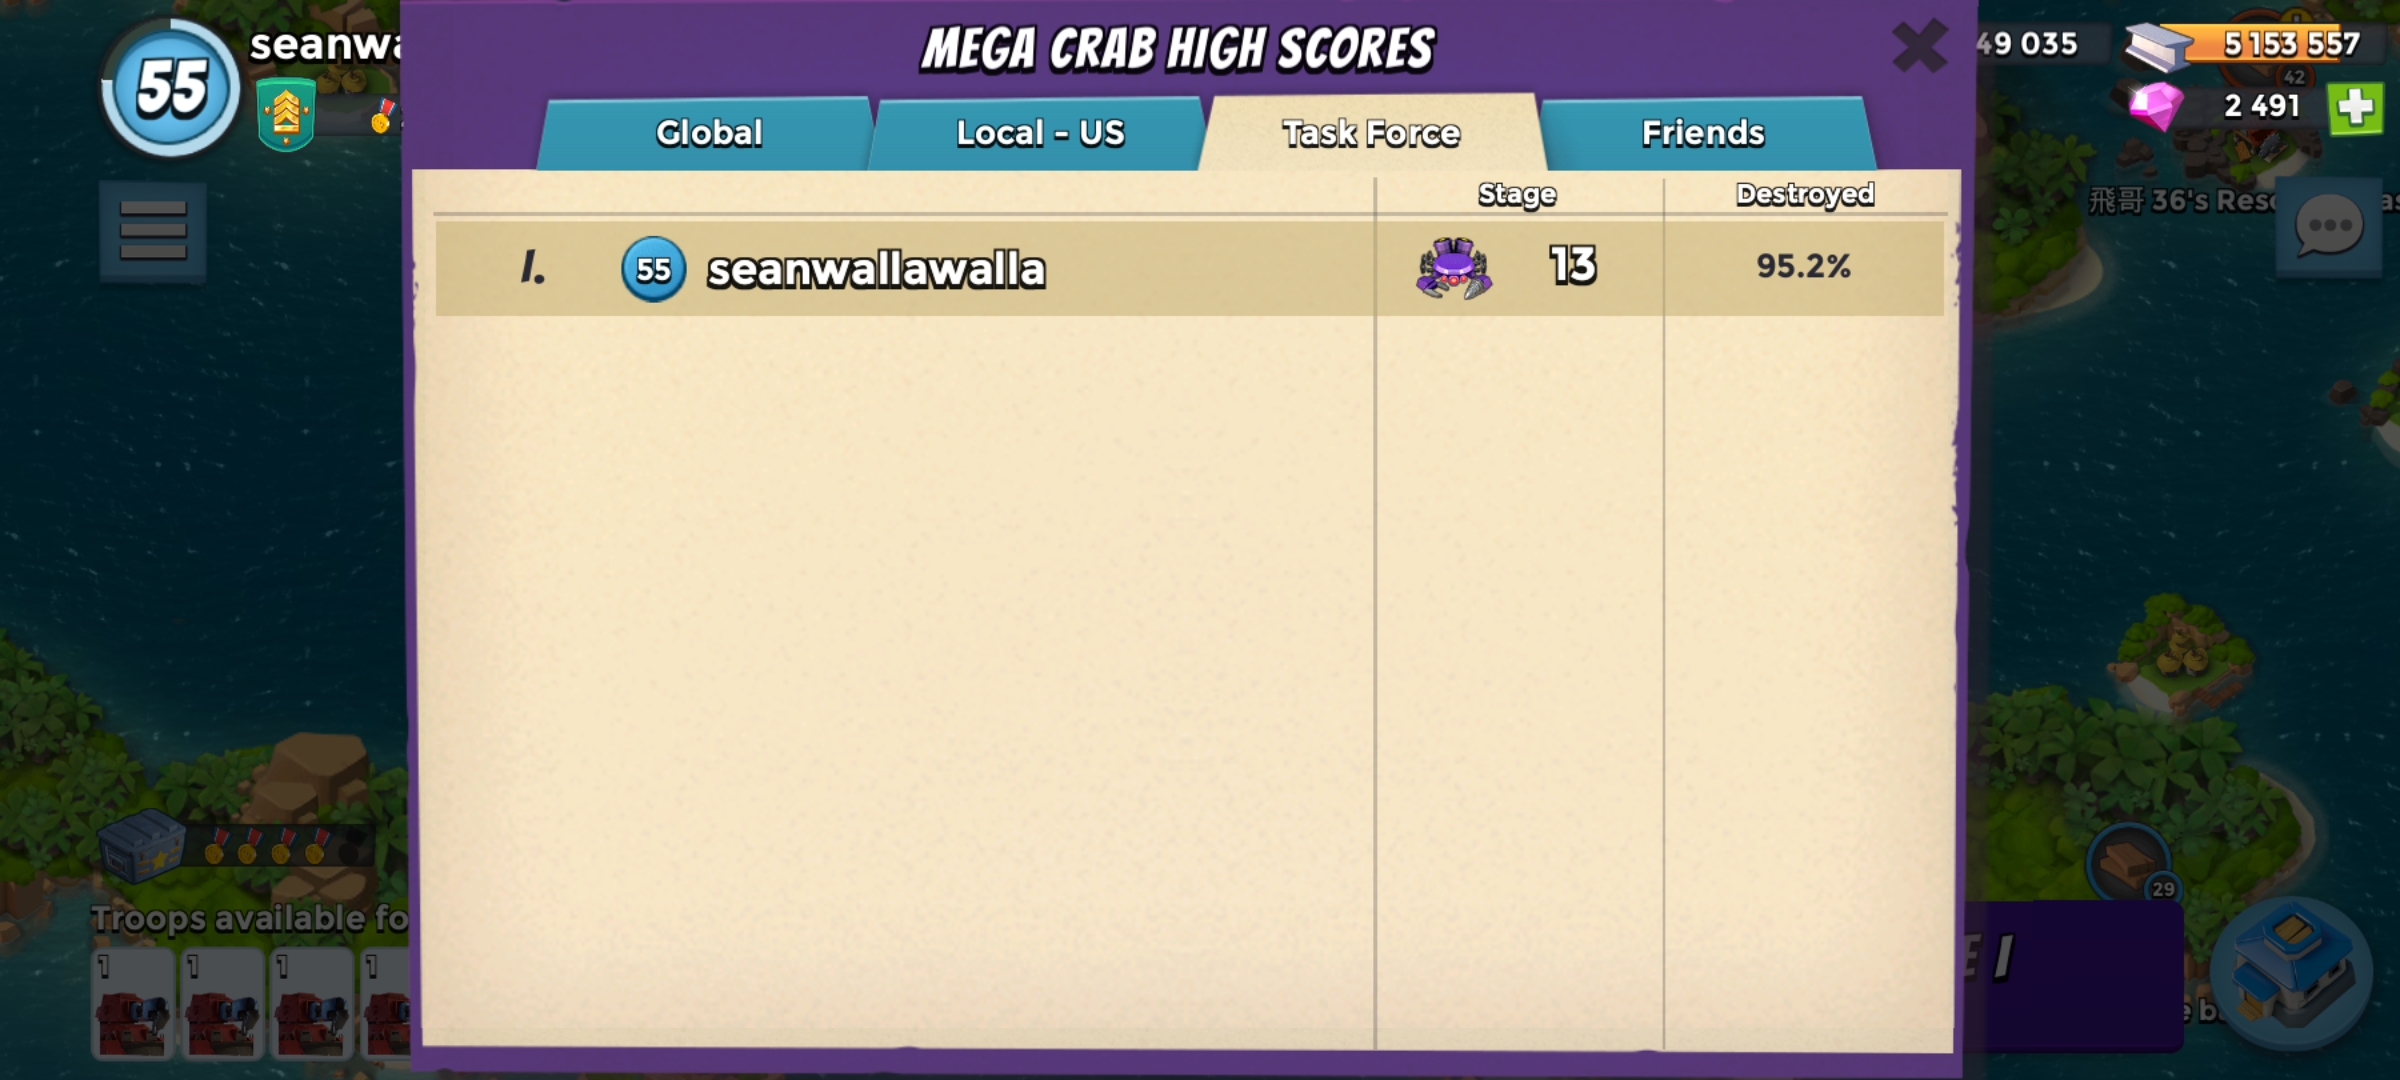 MEGA CRAB HIGH SCORES
55
seanwa
49 035
5 153 557
42
2 491
Global
Local - US
Task Force
Friends
Stage
Destroyed
飛哥 36's Res
1.
55
seanwallawalla
13
95.2%
29
Troops available fo
1
1
1
1
E 1
e b